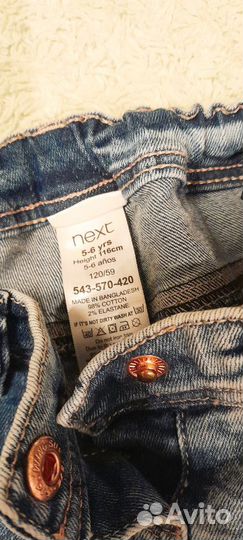 next
5-6 yrs
Height 116cm
5-6 años
120/59
543-570-420
MADE IN BANGLADESH
98% COTTON
2% ELASTANE
IF IT'S NOT DIRTY WASH AT
Avito